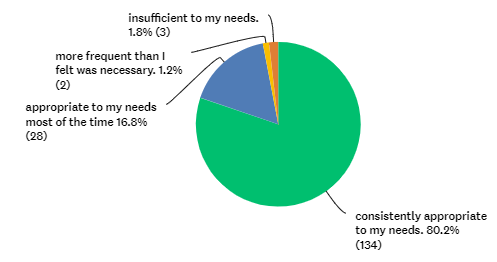 insufficient to my needs.
1.8% (3)
more frequent than I
felt was necessary. 1.2%
(2)
appropriate to my needs
most of the time 16.8%
(28)
consistently appropriate
to my needs. 80.2%
(134)